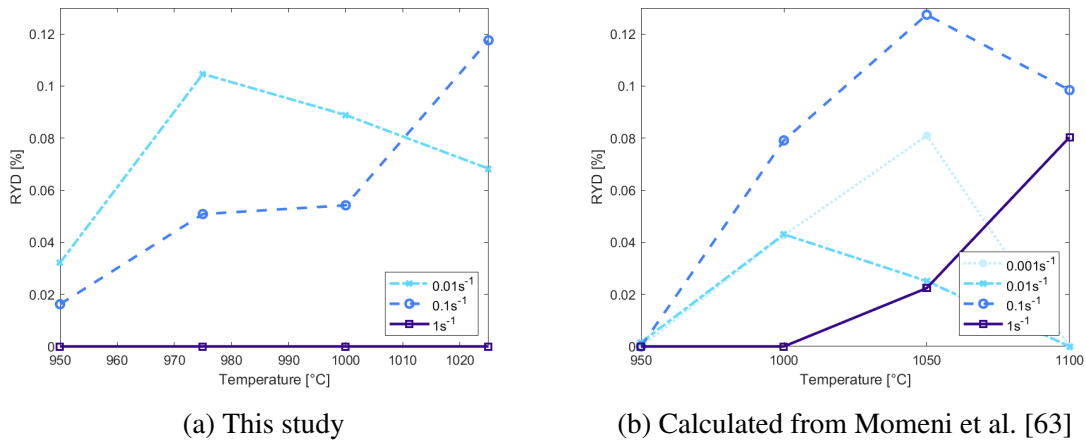 0.12
0.1
0.08
0.06
0.04
0.02
0
RYD [%]
950 960 970 980 990 1000 1010 1020
Temperature [°C]
0.01s⁻¹
0.1s⁻¹
1s⁻¹
(a) This study
0.12
0.1
0.08
0.06
0.04
0.02
0
RYD [%]
950 1000 1050 1100
Temperature [°C]
0.001s⁻¹
0.01s⁻¹
0.1s⁻¹
1s⁻¹
(b) Calculated from Momeni et al. [63]